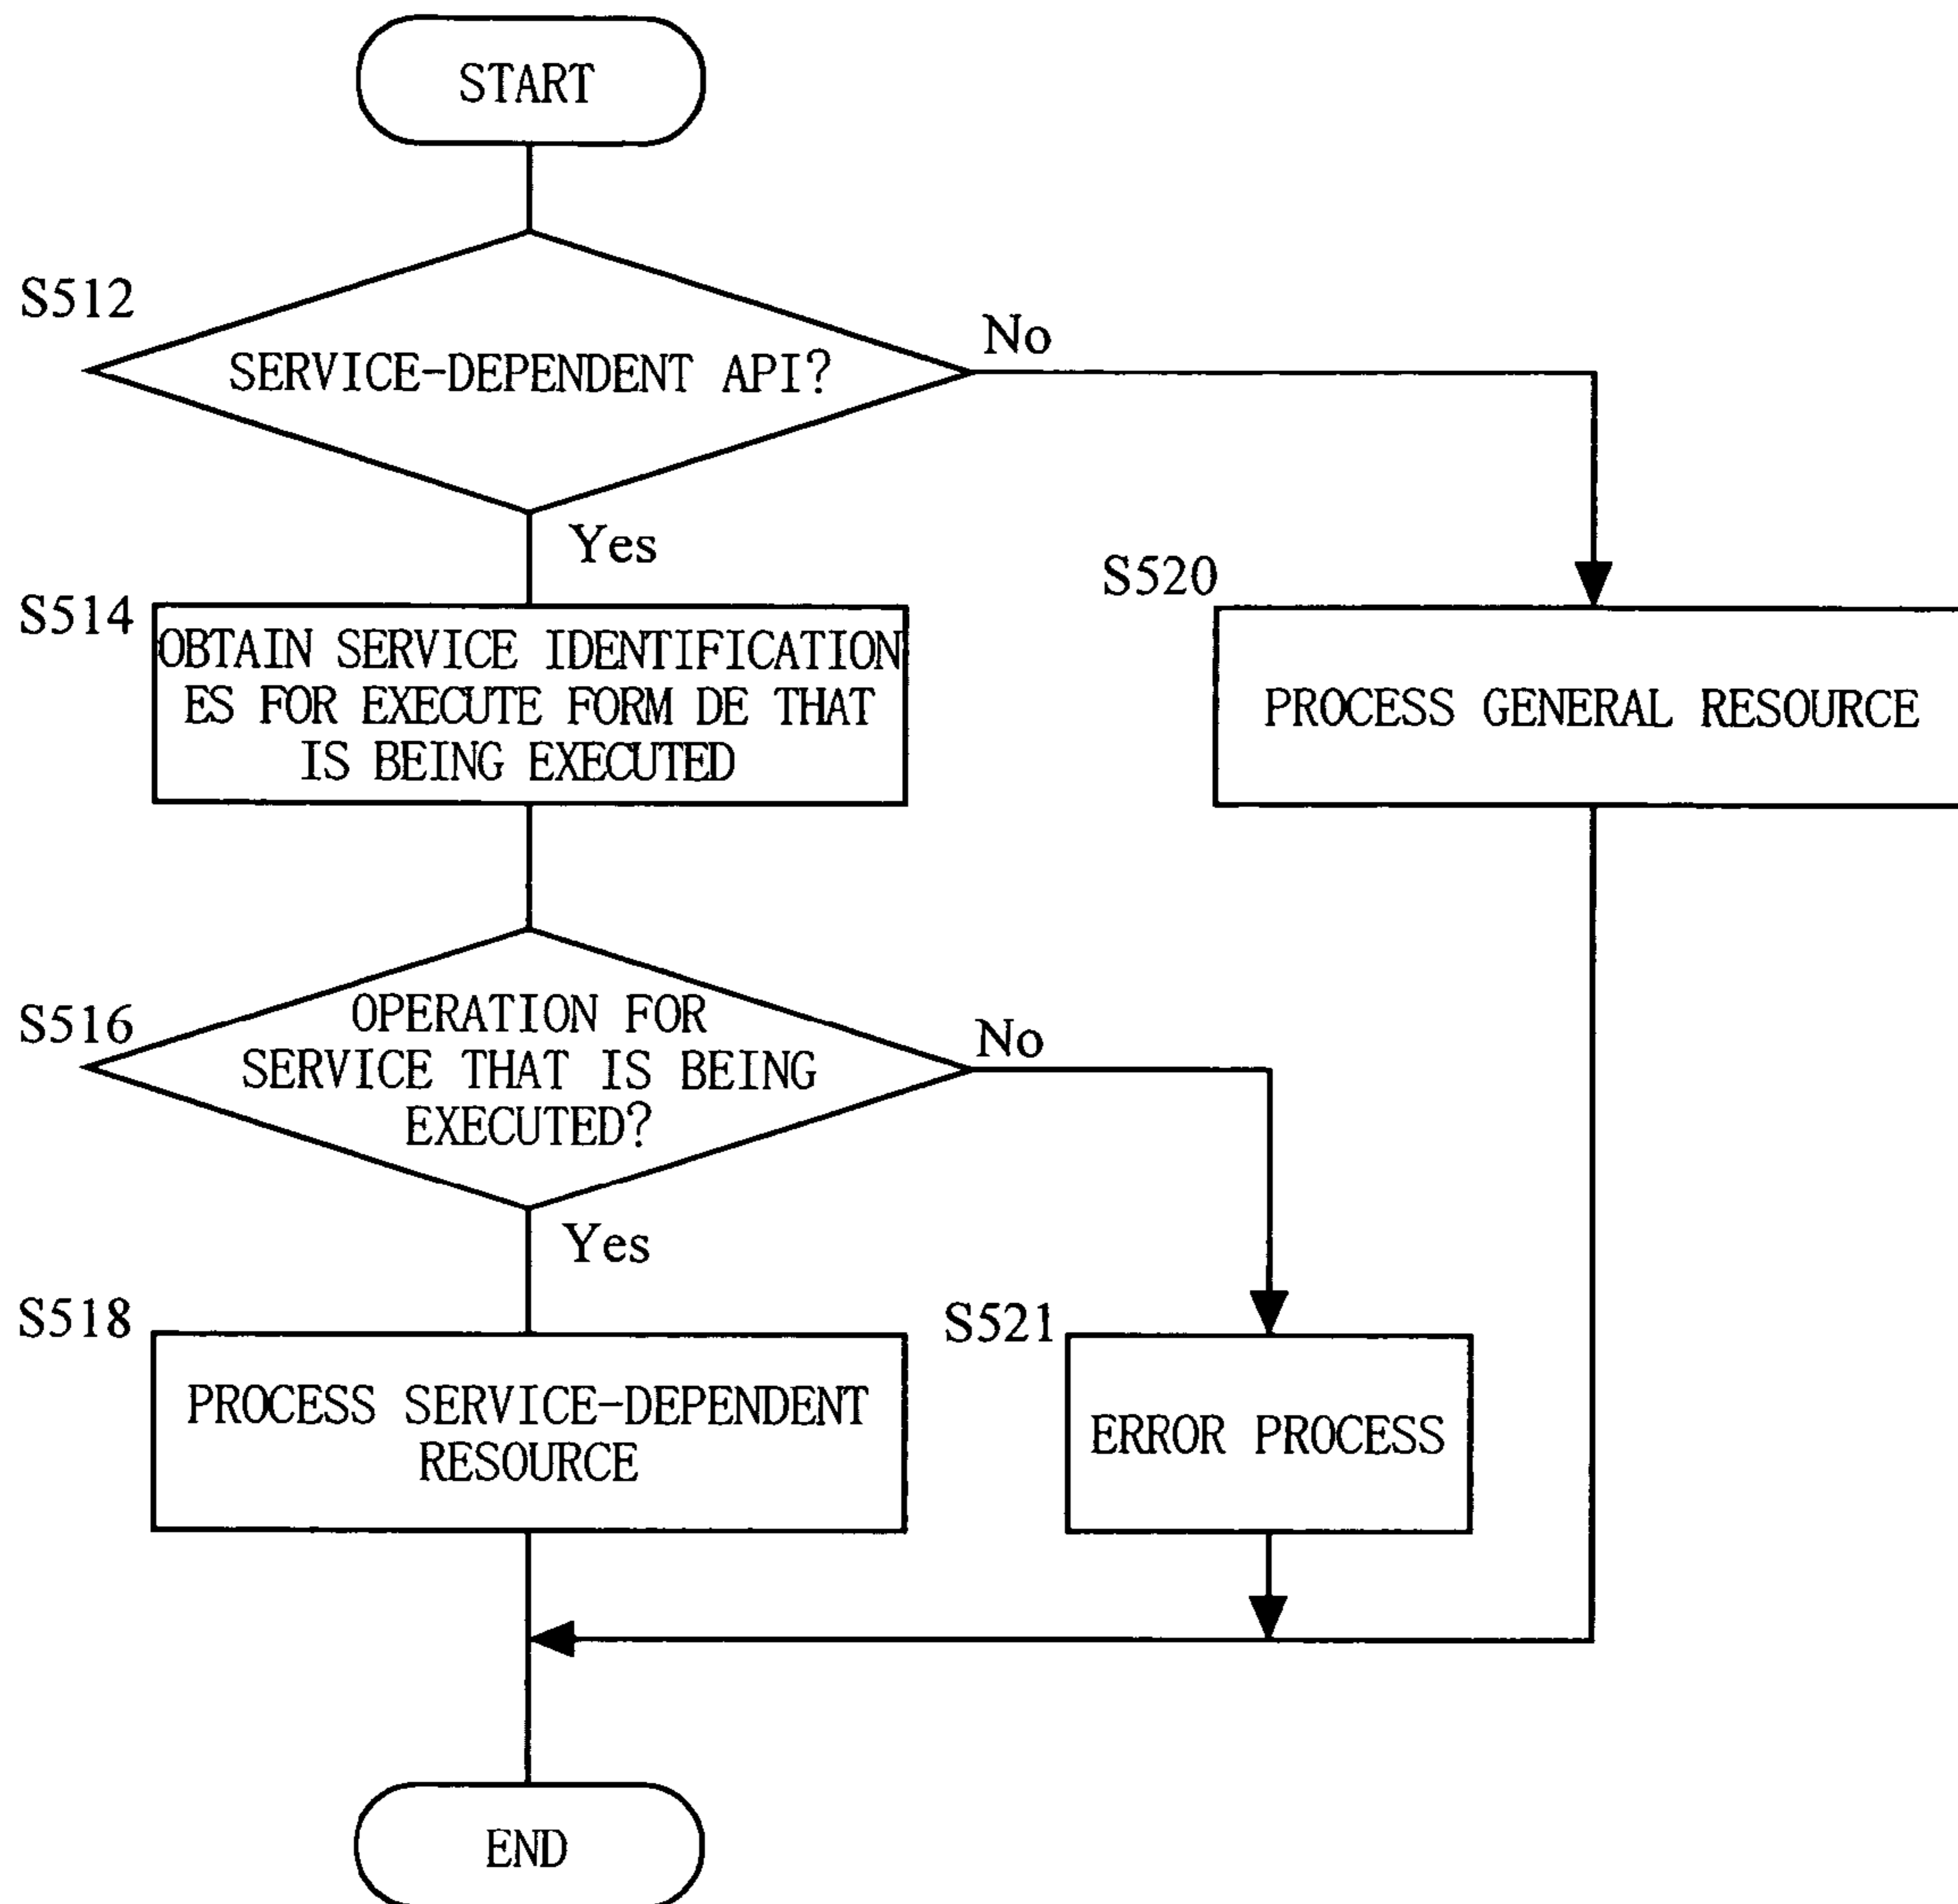 START
S512
SERVICE-DEPENDENT API?
No
Yes
S514
OBTAIN SERVICE IDENTIFICATION
ES FOR EXECUTE FORM DE THAT
IS BEING EXECUTED
S520
PROCESS GENERAL RESOURCE
S516
OPERATION FOR
SERVICE THAT IS BEING
EXECUTED?
No
Yes
S518
PROCESS SERVICE-DEPENDENT
RESOURCE
S521
ERROR PROCESS
END